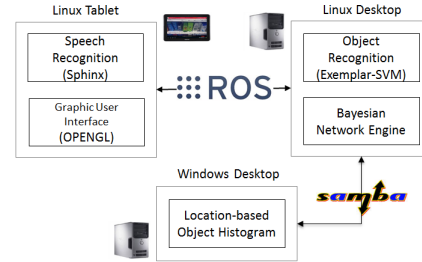 Linux Tablet
Speech
Recognition
(Sphinx)
Graphic User
Interface
(OPENGL)
ROS
Linux Desktop
Object
Recognition
(Exemplar-SVM)
Bayesian
Network Engine
samba
Windows Desktop
Location-based
Object Histogram